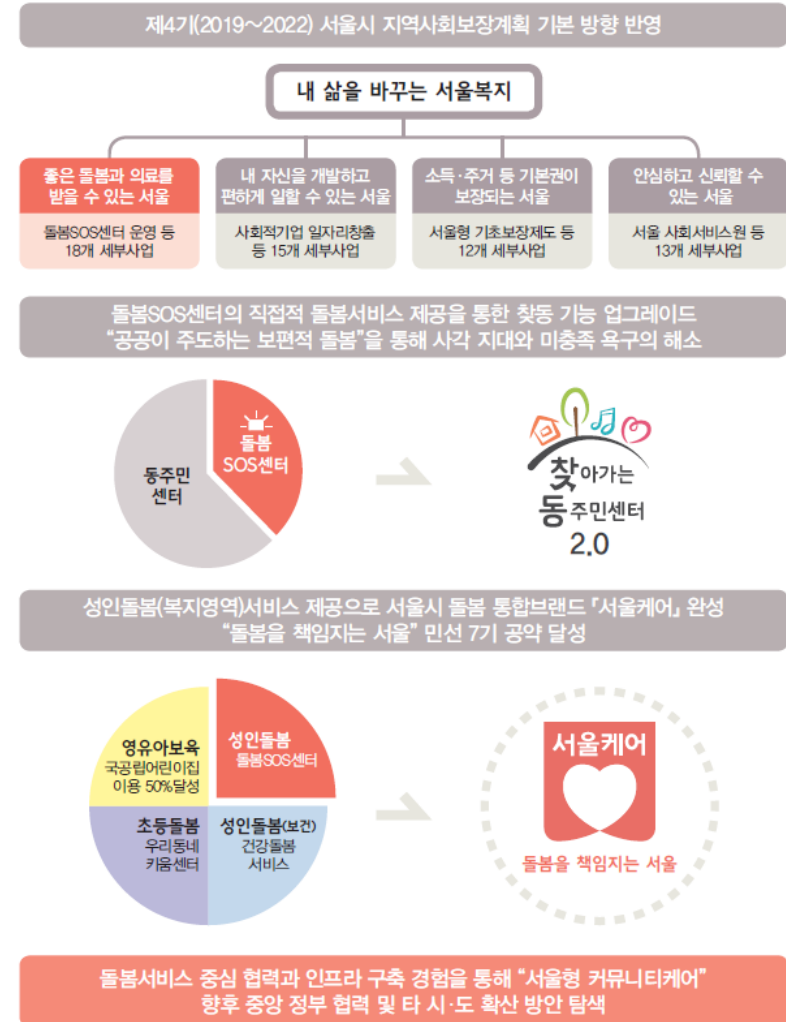 제4기(2019~2022) 서울시 지역사회보장계획 기본 방향 반영
내 삶을 바꾸는 서울복지
좋은 돌봄과 의료를
받을 수 있는 서울
돌봄SOS센터 운영 등
18개 세부사업
내 자신을 개발하고
편하게 일할 수 있는 서울
사회적기업 일자리창출
등 15개 세부사업
소득·주거 등 기본권이
보장되는 서울
서울형 기초보장제도 등
12개 세부사업
안심하고 신뢰할 수
있는 서울
서울 사회서비스원 등
13개 세부사업
돌봄SOS센터의 직접적 돌봄서비스 제공을 통한 찾동 기능 업그레이드
“공공이 주도하는 보편적 돌봄”을 통해 사각 지대와 미충족 욕구의 해소
동주민
센터
돌봄
SOS센터
찾아가는
동주민센터
2.0
성인돌봄(복지영역)서비스 제공으로 서울시 돌봄 통합브랜드 『서울케어』 완성
“돌봄을 책임지는 서울” 민선 7기 공약 달성
영유아보육
국공립어린이집
이용 50%달성
성인돌봄
돌봄SOS센터
초등돌봄
우리동네
키움센터
성인돌봄(보건)
건강돌봄
서비스
서울케어
돌봄을 책임지는 서울
돌봄서비스 중심 협력과 인프라 구축 경험을 통해 “서울형 커뮤니티케어”
향후 중앙 정부 협력 및 타 시·도 확산 방안 탐색